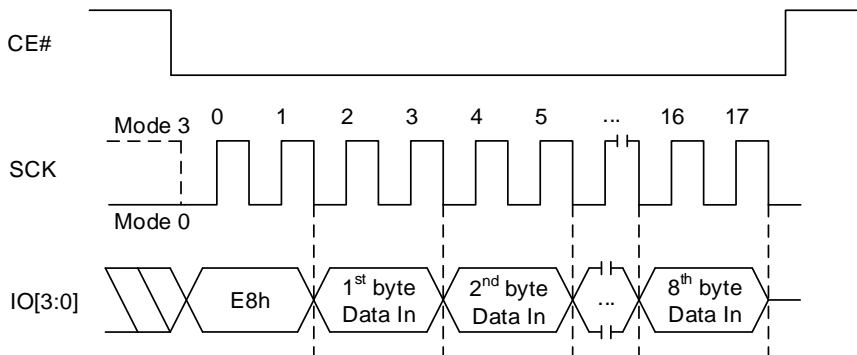 CE#
Mode 3
0 1 2 3 4 5 ... 16 17
SCK
Mode 0
IO[3:0]
E8h
1st byte
Data In
2nd byte
Data In
...
8th byte
Data In